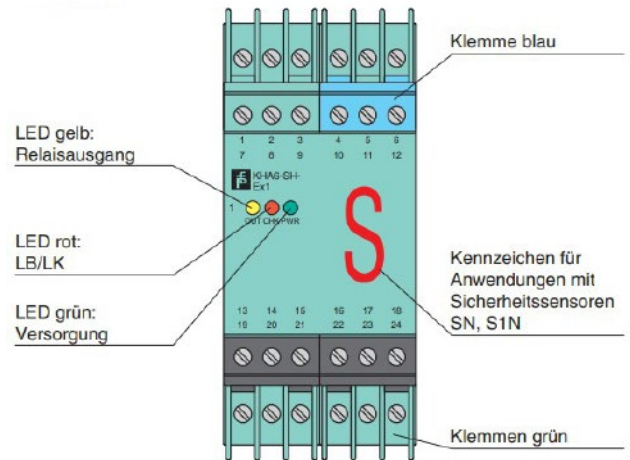 Klemme blau
1 2 3 4 5 6
7 8 9 10 11 12
LED gelb:
Relaisausgang
KHA6-SH-
Ex1
1
OUT CHK PWR
S
LED rot:
LB/LK
Kennzeichen für
Anwendungen mit
Sicherheitssensoren
SN, S1N
LED grün:
Versorgung
13 14 15 16 17 18
19 20 21 22 23 24
Klemmen grün